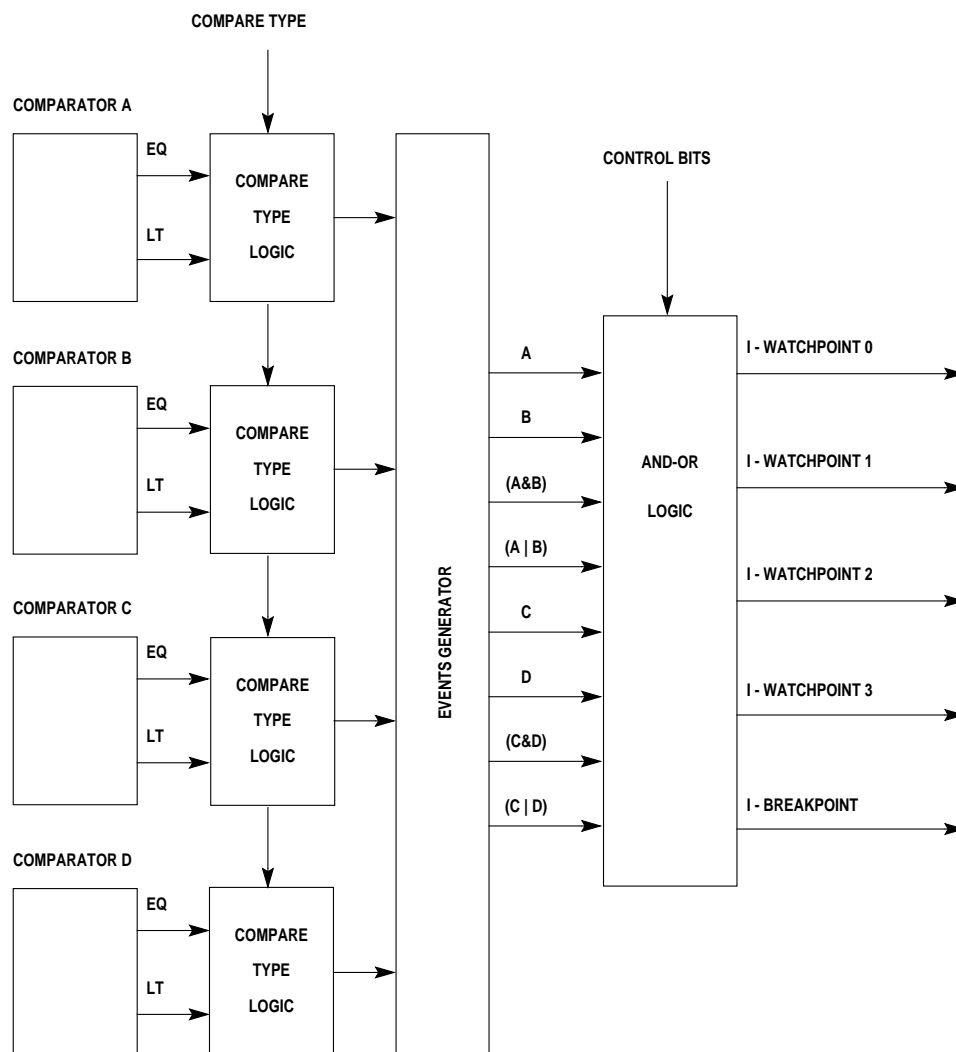 COMPARE TYPE
COMPARATOR A
EQ
LT
COMPARE
TYPE
LOGIC
COMPARATOR B
EQ
LT
COMPARE
TYPE
LOGIC
COMPARATOR C
EQ
LT
COMPARE
TYPE
LOGIC
COMPARATOR D
EQ
LT
COMPARE
TYPE
LOGIC
EVENTS GENERATOR
A
B
(A&B)
(A | B)
C
D
(C&D)
(C | D)
CONTROL BITS
AND-OR
LOGIC
I - WATCHPOINT 0
I - WATCHPOINT 1
I - WATCHPOINT 2
I - WATCHPOINT 3
I - BREAKPOINT